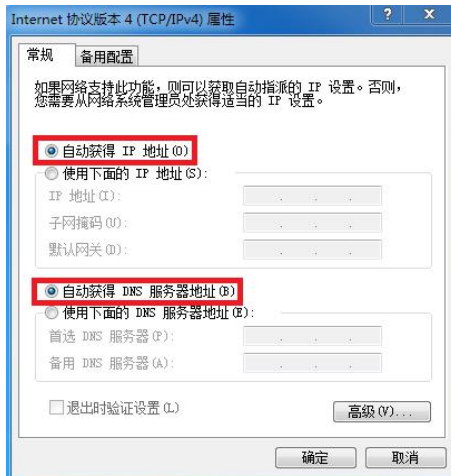 Internet 协议版本 4 (TCP/IPv4) 属性
常规 备用配置
如果网络支持此功能，则可以获取自动指派的 IP 设置。否则，
您需要从网络系统管理员处获得适当的 IP 设置。
自动获得 IP 地址(O)
使用下面的 IP 地址(S):
IP 地址(I):
子网掩码(U):
默认网关(D):
自动获得 DNS 服务器地址(B)
使用下面的 DNS 服务器地址(E):
首选 DNS 服务器(P):
备用 DNS 服务器(A):
退出时验证设置(L)
高级(V)...
确定 取消